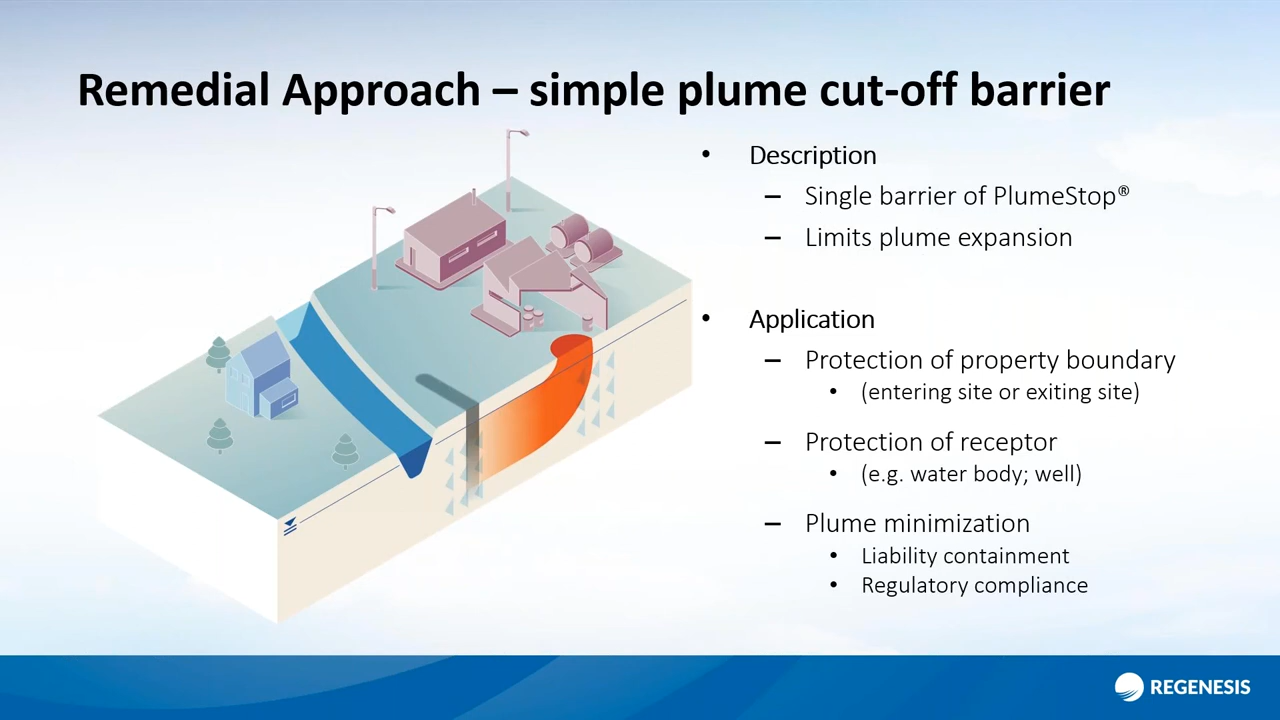 Remedial Approach – simple plume cut-off barrier
• Description
– Single barrier of PlumeStop®
– Limits plume expansion
• Application
– Protection of property boundary
• (entering site or exiting site)
– Protection of receptor
• (e.g. water body; well)
– Plume minimization
• Liability containment
• Regulatory compliance
REGENESIS